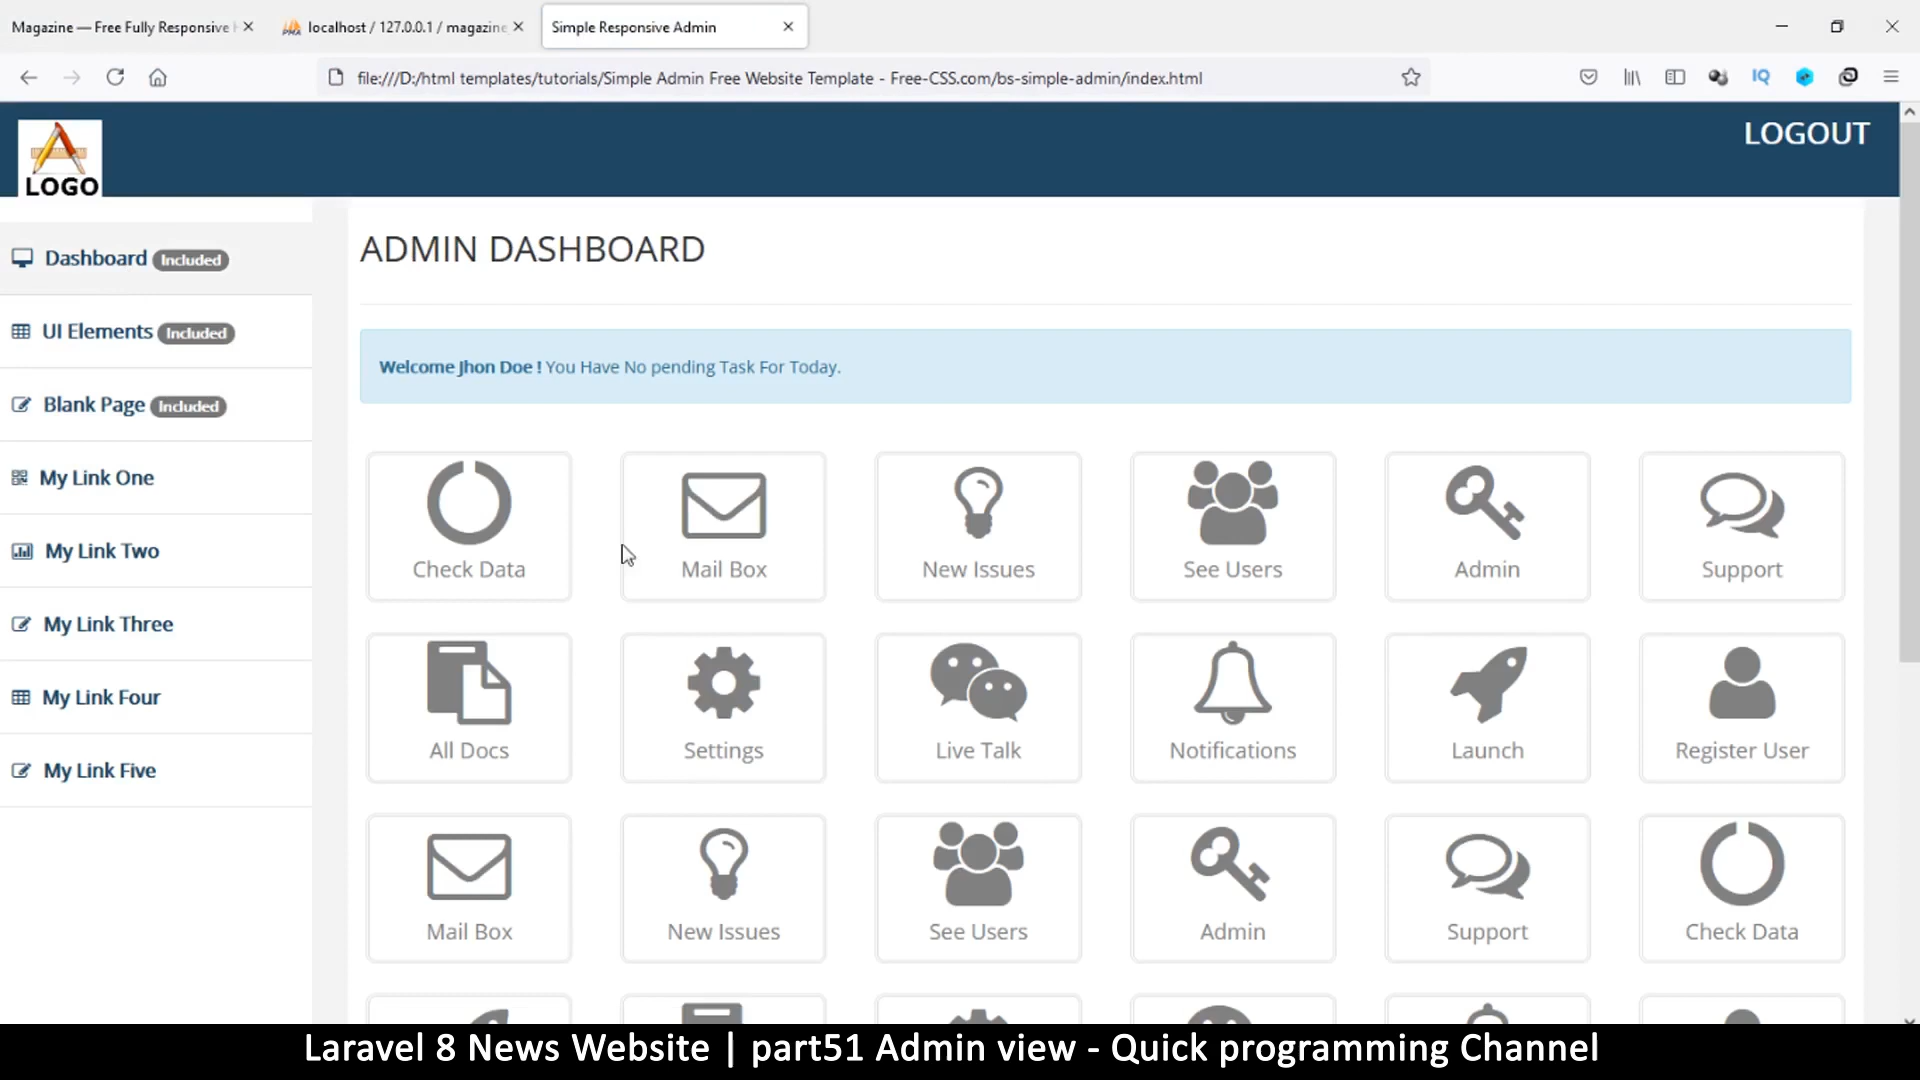 Magazine — Free Fully Responsive
localhost / 127.0.0.1 / magazine
Simple Responsive Admin
file:///D:/html templates/tutorials/Simple Admin Free Website Template - Free-CSS.com/bs-simple-admin/index.html
IQ
LOGO
LOGOUT
Dashboard Included
UI Elements Included
Blank Page Included
My Link One
My Link Two
My Link Three
My Link Four
My Link Five
ADMIN DASHBOARD
Welcome Jhon Doe ! You Have No pending Task For Today.
Check Data
Mail Box
New Issues
See Users
Admin
Support
All Docs
Settings
Live Talk
Notifications
Launch
Register User
Mail Box
New Issues
See Users
Admin
Support
Check Data
Laravel 8 News Website | part51 Admin view - Quick programming Channel